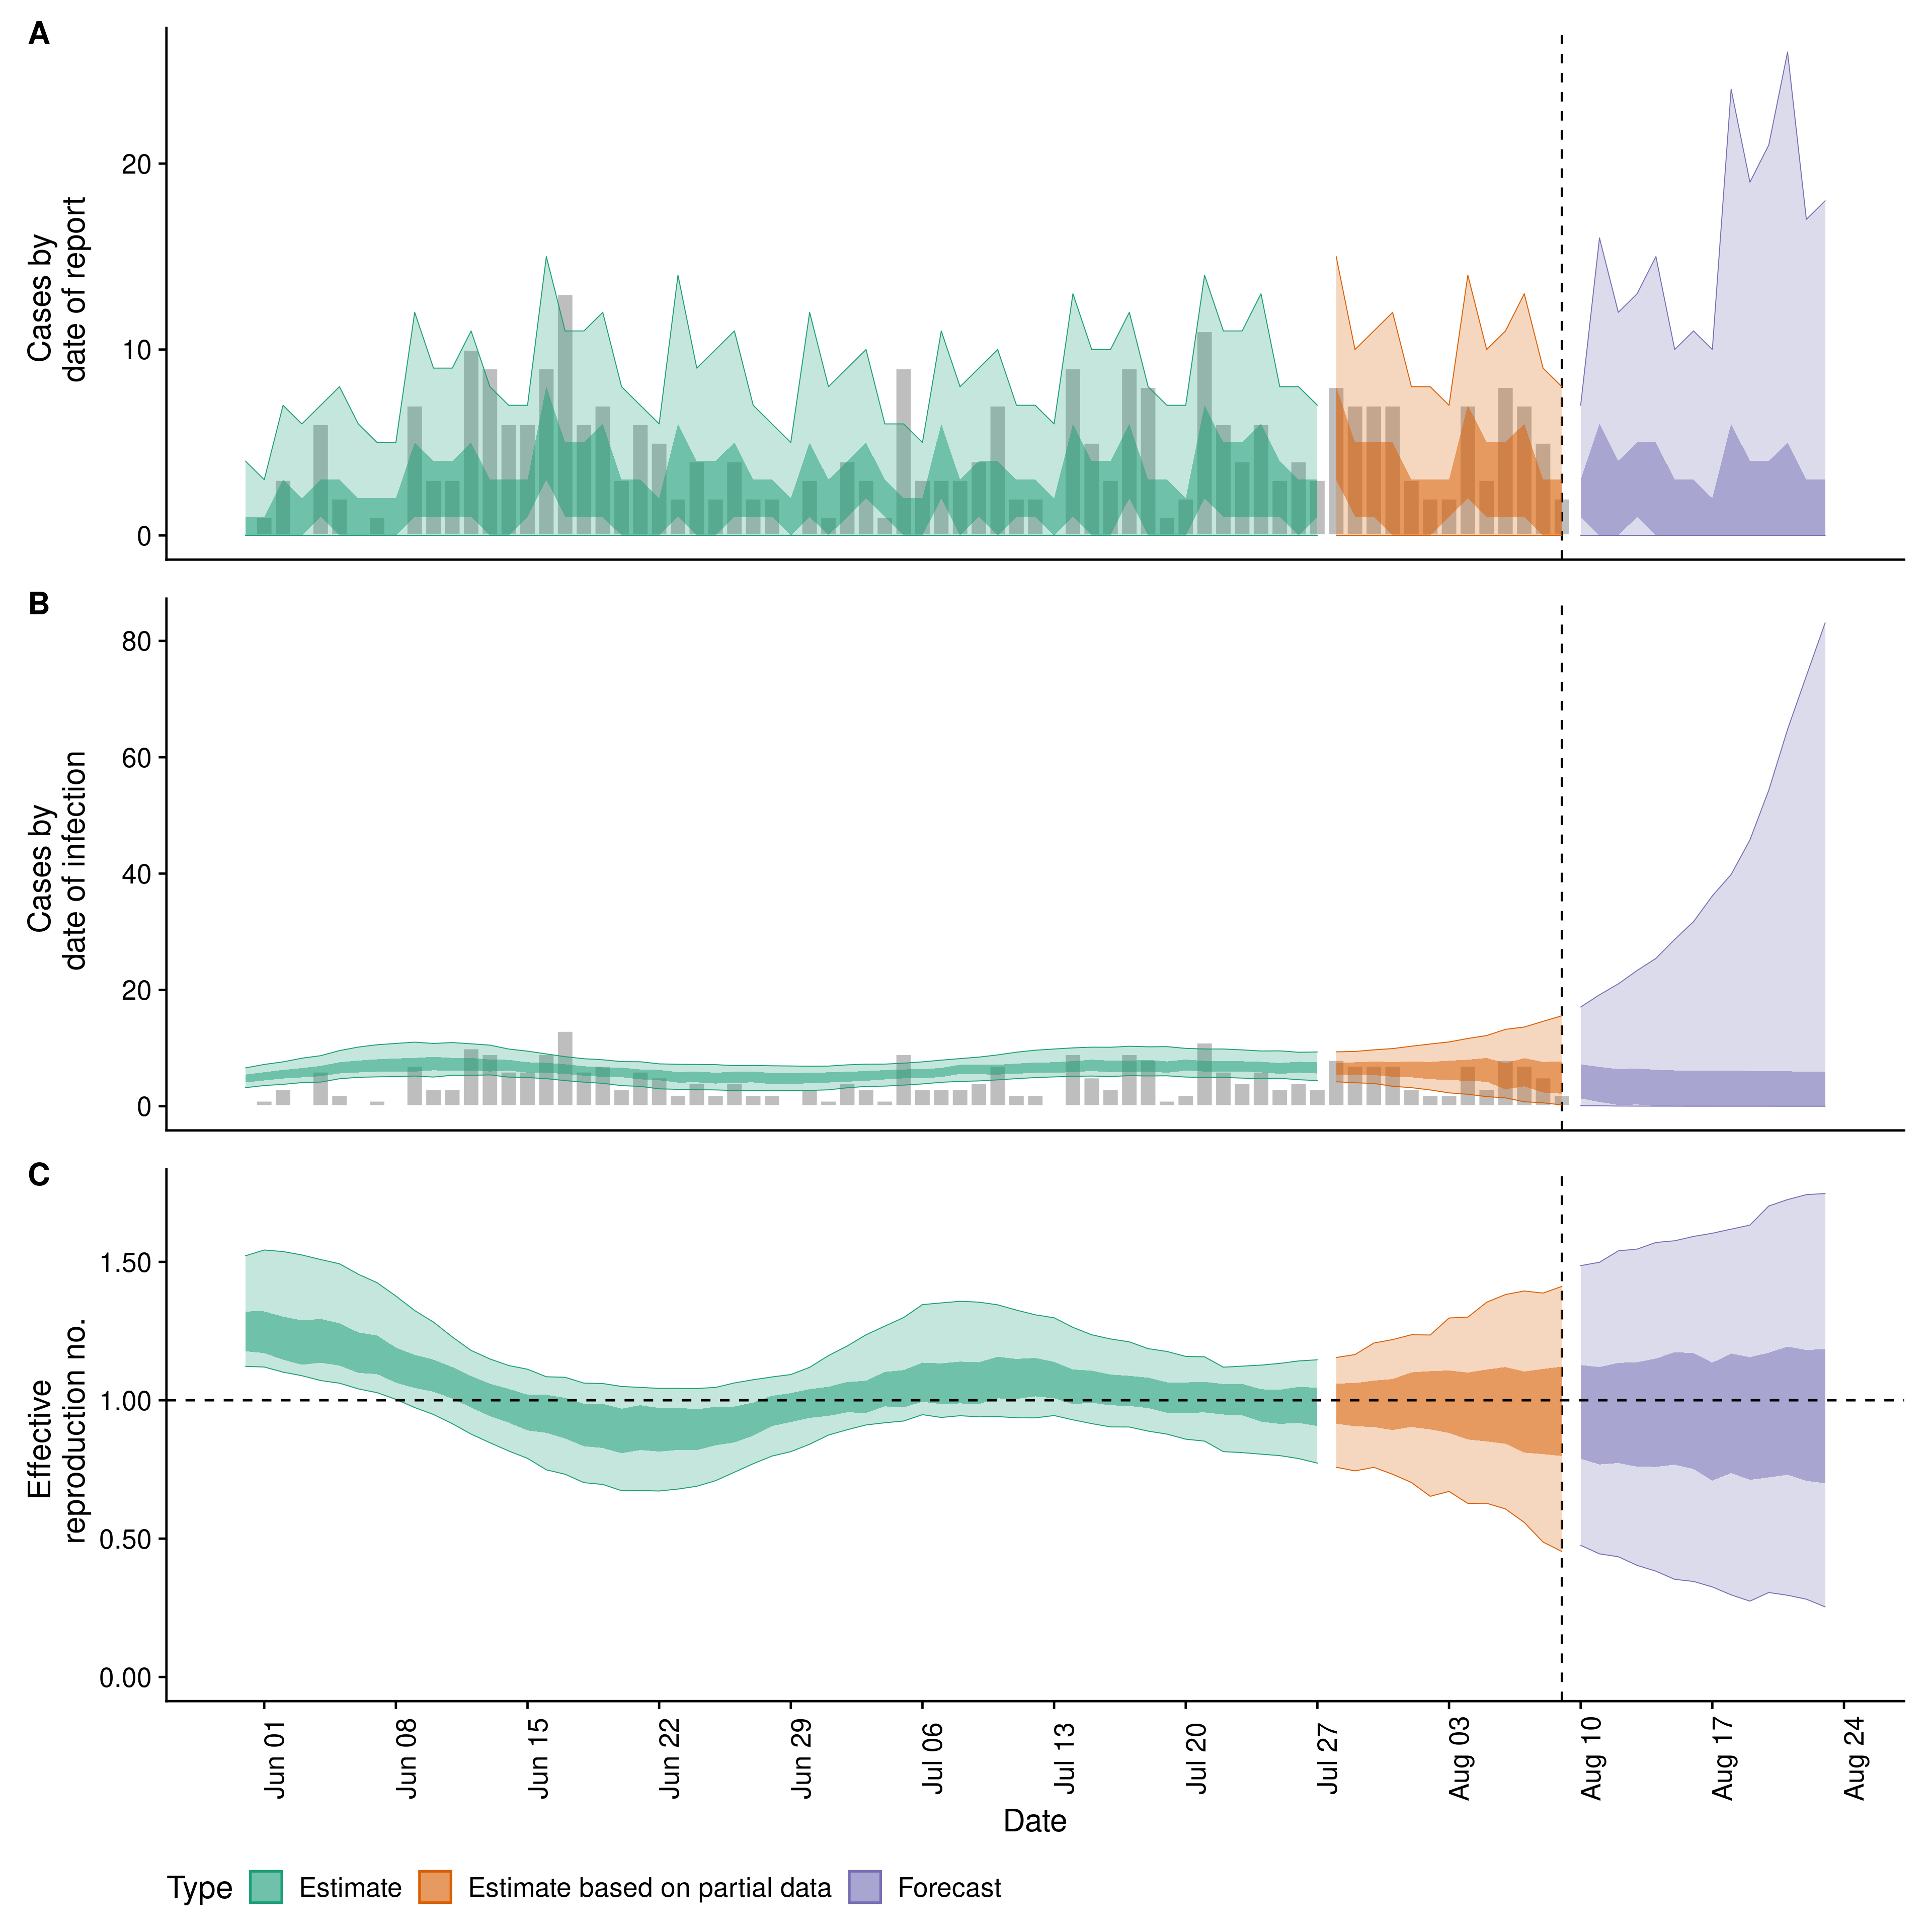 A
Cases by
date of report
20
10
0
B
Cases by
date of infection
80
60
40
20
0
C
Effective
reproduction no.
1.50
1.00
0.50
0.00
Jun 01
Jun 08
Jun 15
Jun 22
Jun 29
Jul 06
Jul 13
Jul 20
Jul 27
Aug 03
Aug 10
Aug 17
Aug 24
Date
Type Estimate Estimate based on partial data Forecast